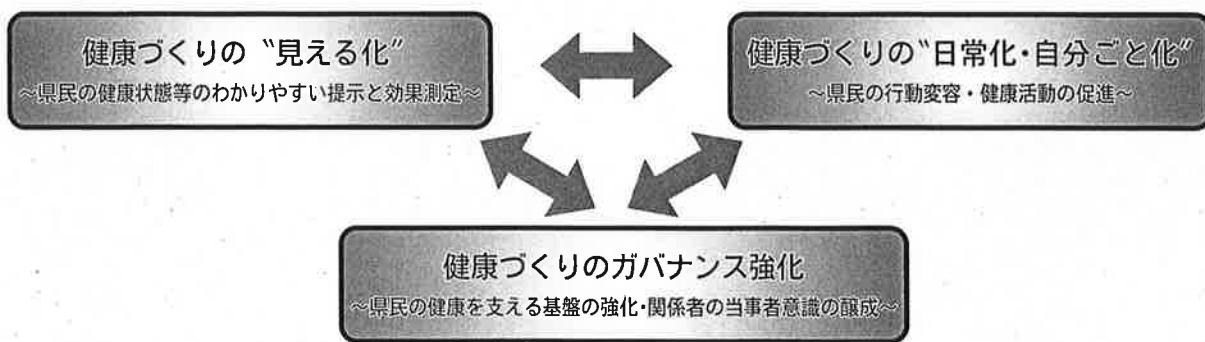 健康づくりの〝見える化〟
～県民の健康状態等のわかりやすい提示と効果測定～
健康づくりの〝日常化・自分ごと化〟
～県民の行動変容・健康活動の促進～
健康づくりのガバナンス強化
～県民の健康を支える基盤の強化・関係者の当事者意識の醸成～